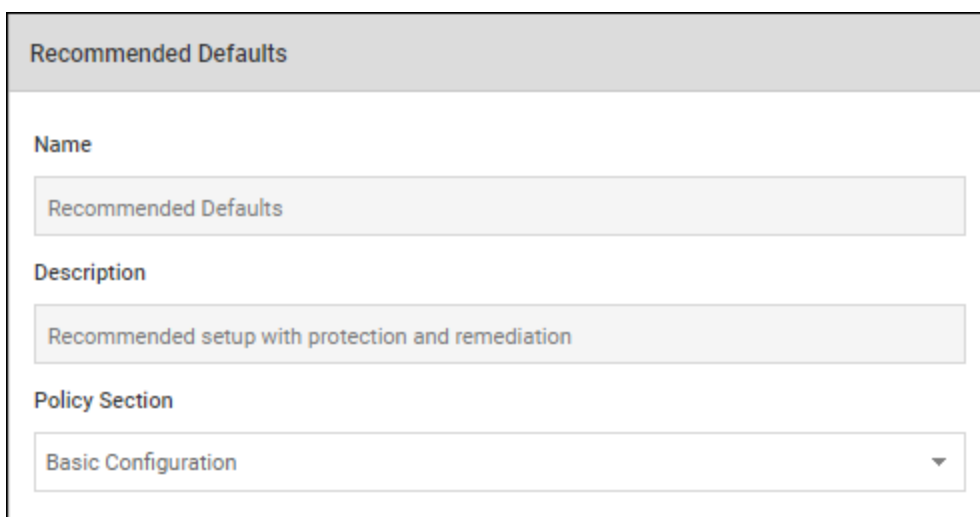 Recommended Defaults
Name
Recommended Defaults
Description
Recommended setup with protection and remediation
Policy Section
Basic Configuration